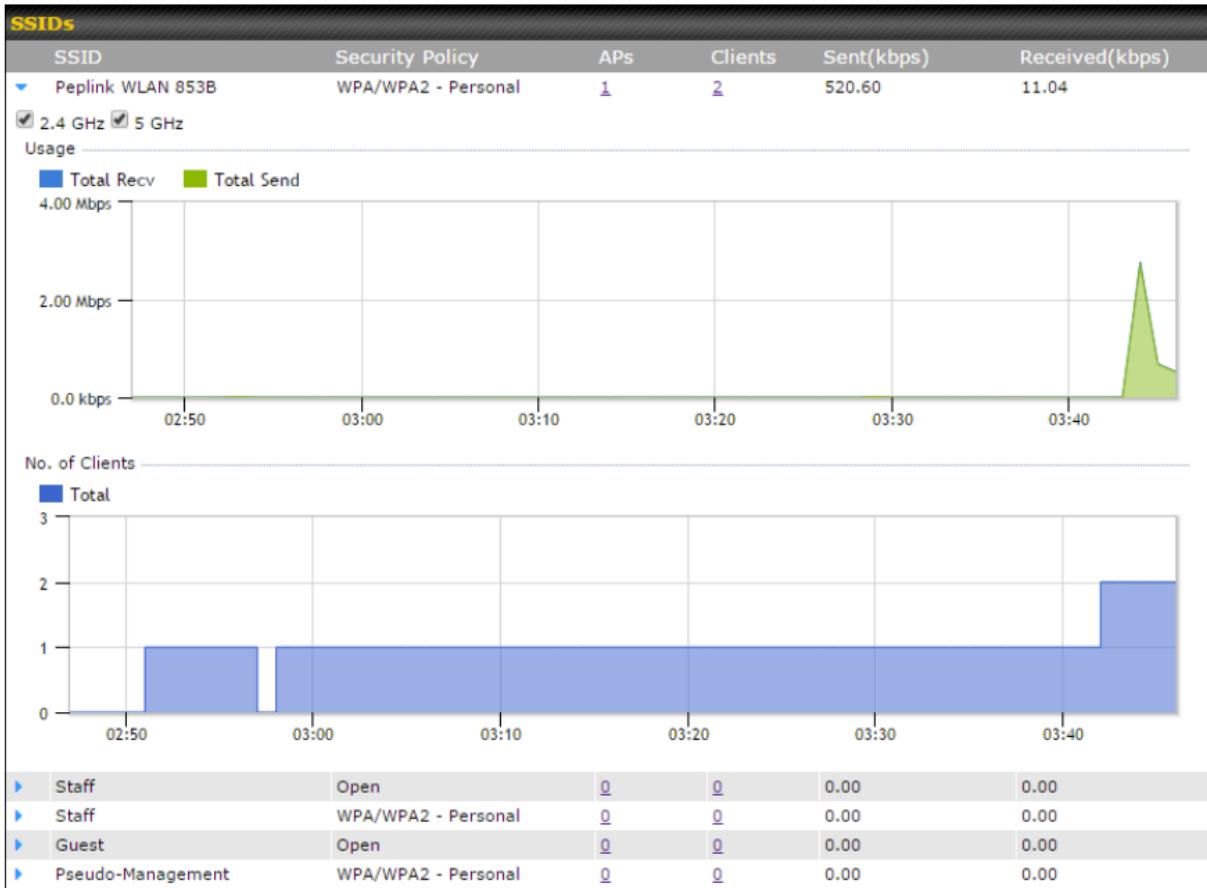 SSIDs
SSID Security Policy APs Clients Sent(kbps) Received(kbps)
Peplink WLAN 853B WPA/WPA2 - Personal 1 2 520.60 11.04
2.4 GHz 5 GHz
Usage
Total Recv Total Send
4.00 Mbps
2.00 Mbps
0.0 kbps
02:50 03:00 03:10 03:20 03:30 03:40
No. of Clients
Total
3
2
1
0
02:50 03:00 03:10 03:20 03:30 03:40
Staff Open 0 0 0.00 0.00
Staff WPA/WPA2 - Personal 0 0 0.00 0.00
Guest Open 0 0 0.00 0.00
Pseudo-Management WPA/WPA2 - Personal 0 0 0.00 0.00